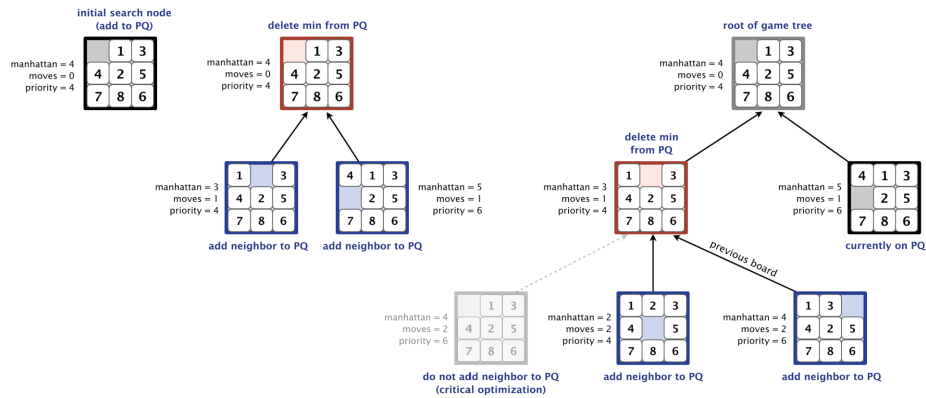 initial search node
(add to PQ)
manhattan = 4
moves = 0
priority = 4
1 3
4 2 5
7 8 6
delete min from PQ
manhattan = 4
moves = 0
priority = 4
1 3
4 2 5
7 8 6
manhattan = 3
moves = 1
priority = 4
1 3
4 2 5
7 8 6
add neighbor to PQ
4 1 3
2 5
7 8 6
manhattan = 5
moves = 1
priority = 6
add neighbor to PQ
root of game tree
manhattan = 4
moves = 0
priority = 4
1 3
4 2 5
7 8 6
delete min
from PQ
manhattan = 3
moves = 1
priority = 4
1 3
4 2 5
7 8 6
manhattan = 5
moves = 1
priority = 6
4 1 3
2 5
7 8 6
currently on PQ
previous board
manhattan = 4
moves = 2
priority = 6
1 3
4 2 5
7 8 6
do not add neighbor to PQ
(critical optimization)
manhattan = 2
moves = 2
priority = 4
1 2 3
4 5
7 8 6
add neighbor to PQ
manhattan = 4
moves = 2
priority = 6
1 3
4 2 5
7 8 6
add neighbor to PQ